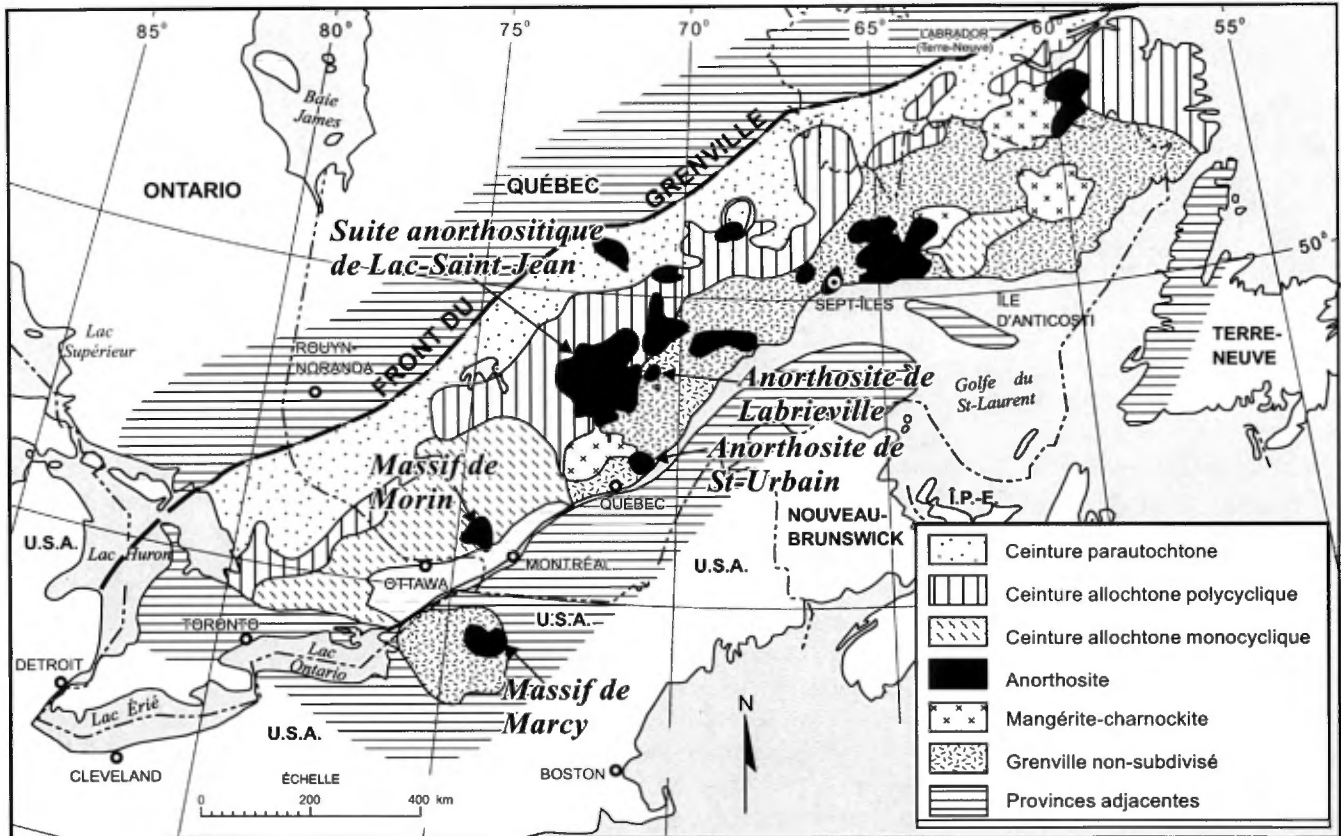 85°
80°
75°
70°
65°
60°
55°
LABRADOR
(Terre-Neuve)
Baie
James
ONTARIO
QUÉBEC
FRONT DU GRENVILLE
Suite anorthositique
de Lac-Saint-Jean
50°
SEPT-ÎLES
ÎLE
D'ANTICOSTI
TERRE-
NEUVE
Lac
Supérieur
ROUYN-
NORANDA
Anorthosite de
Labrieville
Golfe du
St-Laurent
Anorthosite de
St-Urbain
Massif de
Morin
QUÉBEC
Î.P.-E.
NOUVEAU-
BRUNSWICK
U.S.A.
Lac Huron
OTTAWA
MONTRÉAL
U.S.A.
TORONTO
U.S.A.
Lac
Ontario
DETROIT
Massif de
Marcy
Lac Érié
U.S.A.
CLEVELAND
BOSTON
N
ÉCHELLE
0 200 400 km
Ceinture parautochtone
Ceinture allochtone polycyclique
Ceinture allochtone monocyclique
Anorthosite
Mangérite-charnockite
Grenville non-subdivisé
Provinces adjacentes